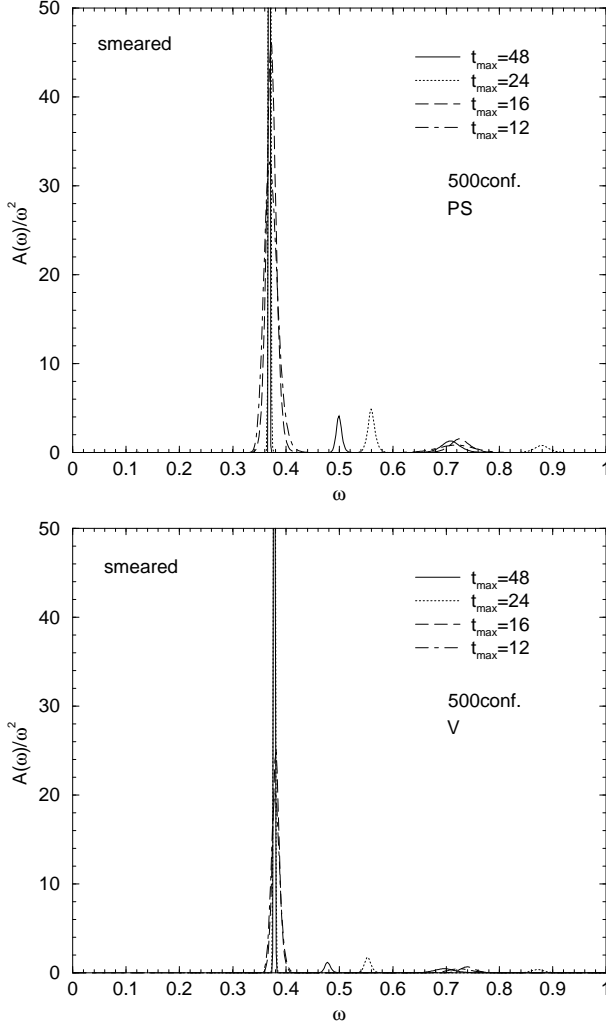 50
40
30
20
10
0
A(ω)/ω²
smeared
t_max=48
t_max=24
t_max=16
t_max=12
500conf.
PS
0 0.1 0.2 0.3 0.4 0.5 0.6 0.7 0.8 0.9 1
ω
50
40
30
20
10
0
A(ω)/ω²
smeared
t_max=48
t_max=24
t_max=16
t_max=12
500conf.
V
0 0.1 0.2 0.3 0.4 0.5 0.6 0.7 0.8 0.9 1
ω